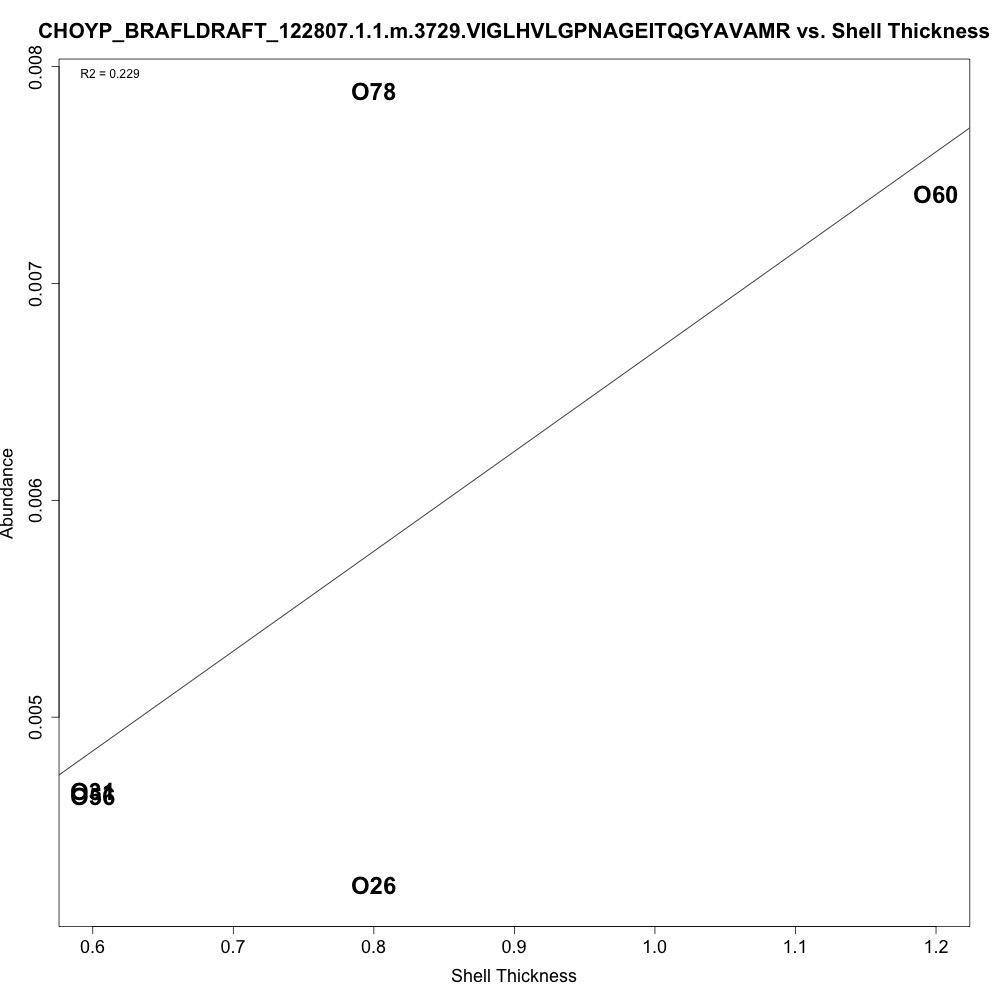 CHOYP_BRAFLDRAFT_122807.1.1.m.3729.VIGLHVLGPNAGEITQGYAVAMR vs. Shell Thickness
R2 = 0.229
0.008
0.007
0.006
0.005
Abundance
O78
O60
O26
0.6 0.7 0.8 0.9 1.0 1.1 1.2
Shell Thickness